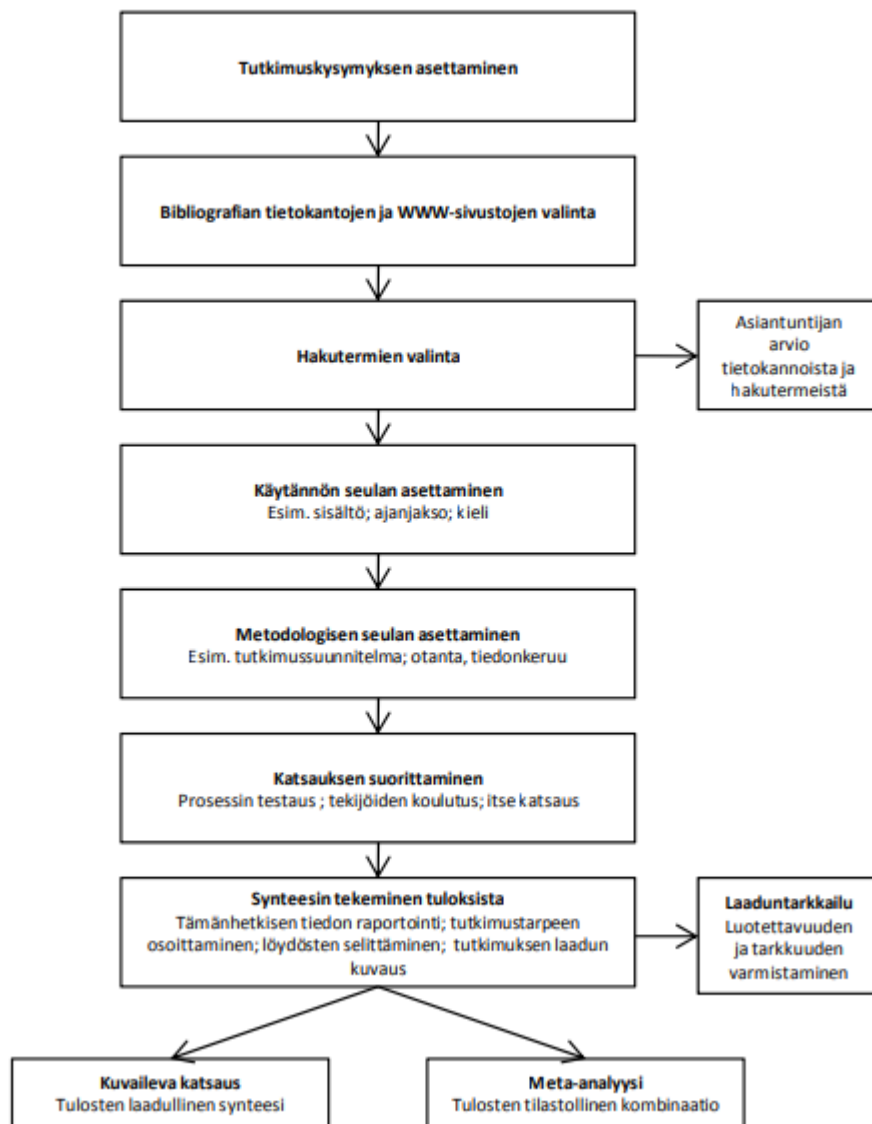 Tutkimuskysymyksen asettaminen
Bibliografian tietokantojen ja WWW-sivustojen valinta
Hakutermien valinta
Asiantuntijan
arvio
tietokannoista ja
hakutermeistä
Käytännön seulan asettaminen
Esim. sisältö; ajanjakso; kieli
Metodologisen seulan asettaminen
Esim. tutkimussuunnitelma; otanta, tiedonkeruu
Katsauksen suorittaminen
Prosessin testaus ; tekijöiden koulutus; itse katsaus
Synteesin tekeminen tuloksista
Tämänhetkisen tiedon raportointi; tutkimustarpeen
osoittaminen; löydösten selittäminen; tutkimuksen laadun
kuvaus
Laaduntarkkailu
Luotettavuuden
ja tarkkuuden
varmistaminen
Kuvaileva katsaus
Tulosten laadullinen synteesi
Meta-analyysi
Tulosten tilastollinen kombinaatio